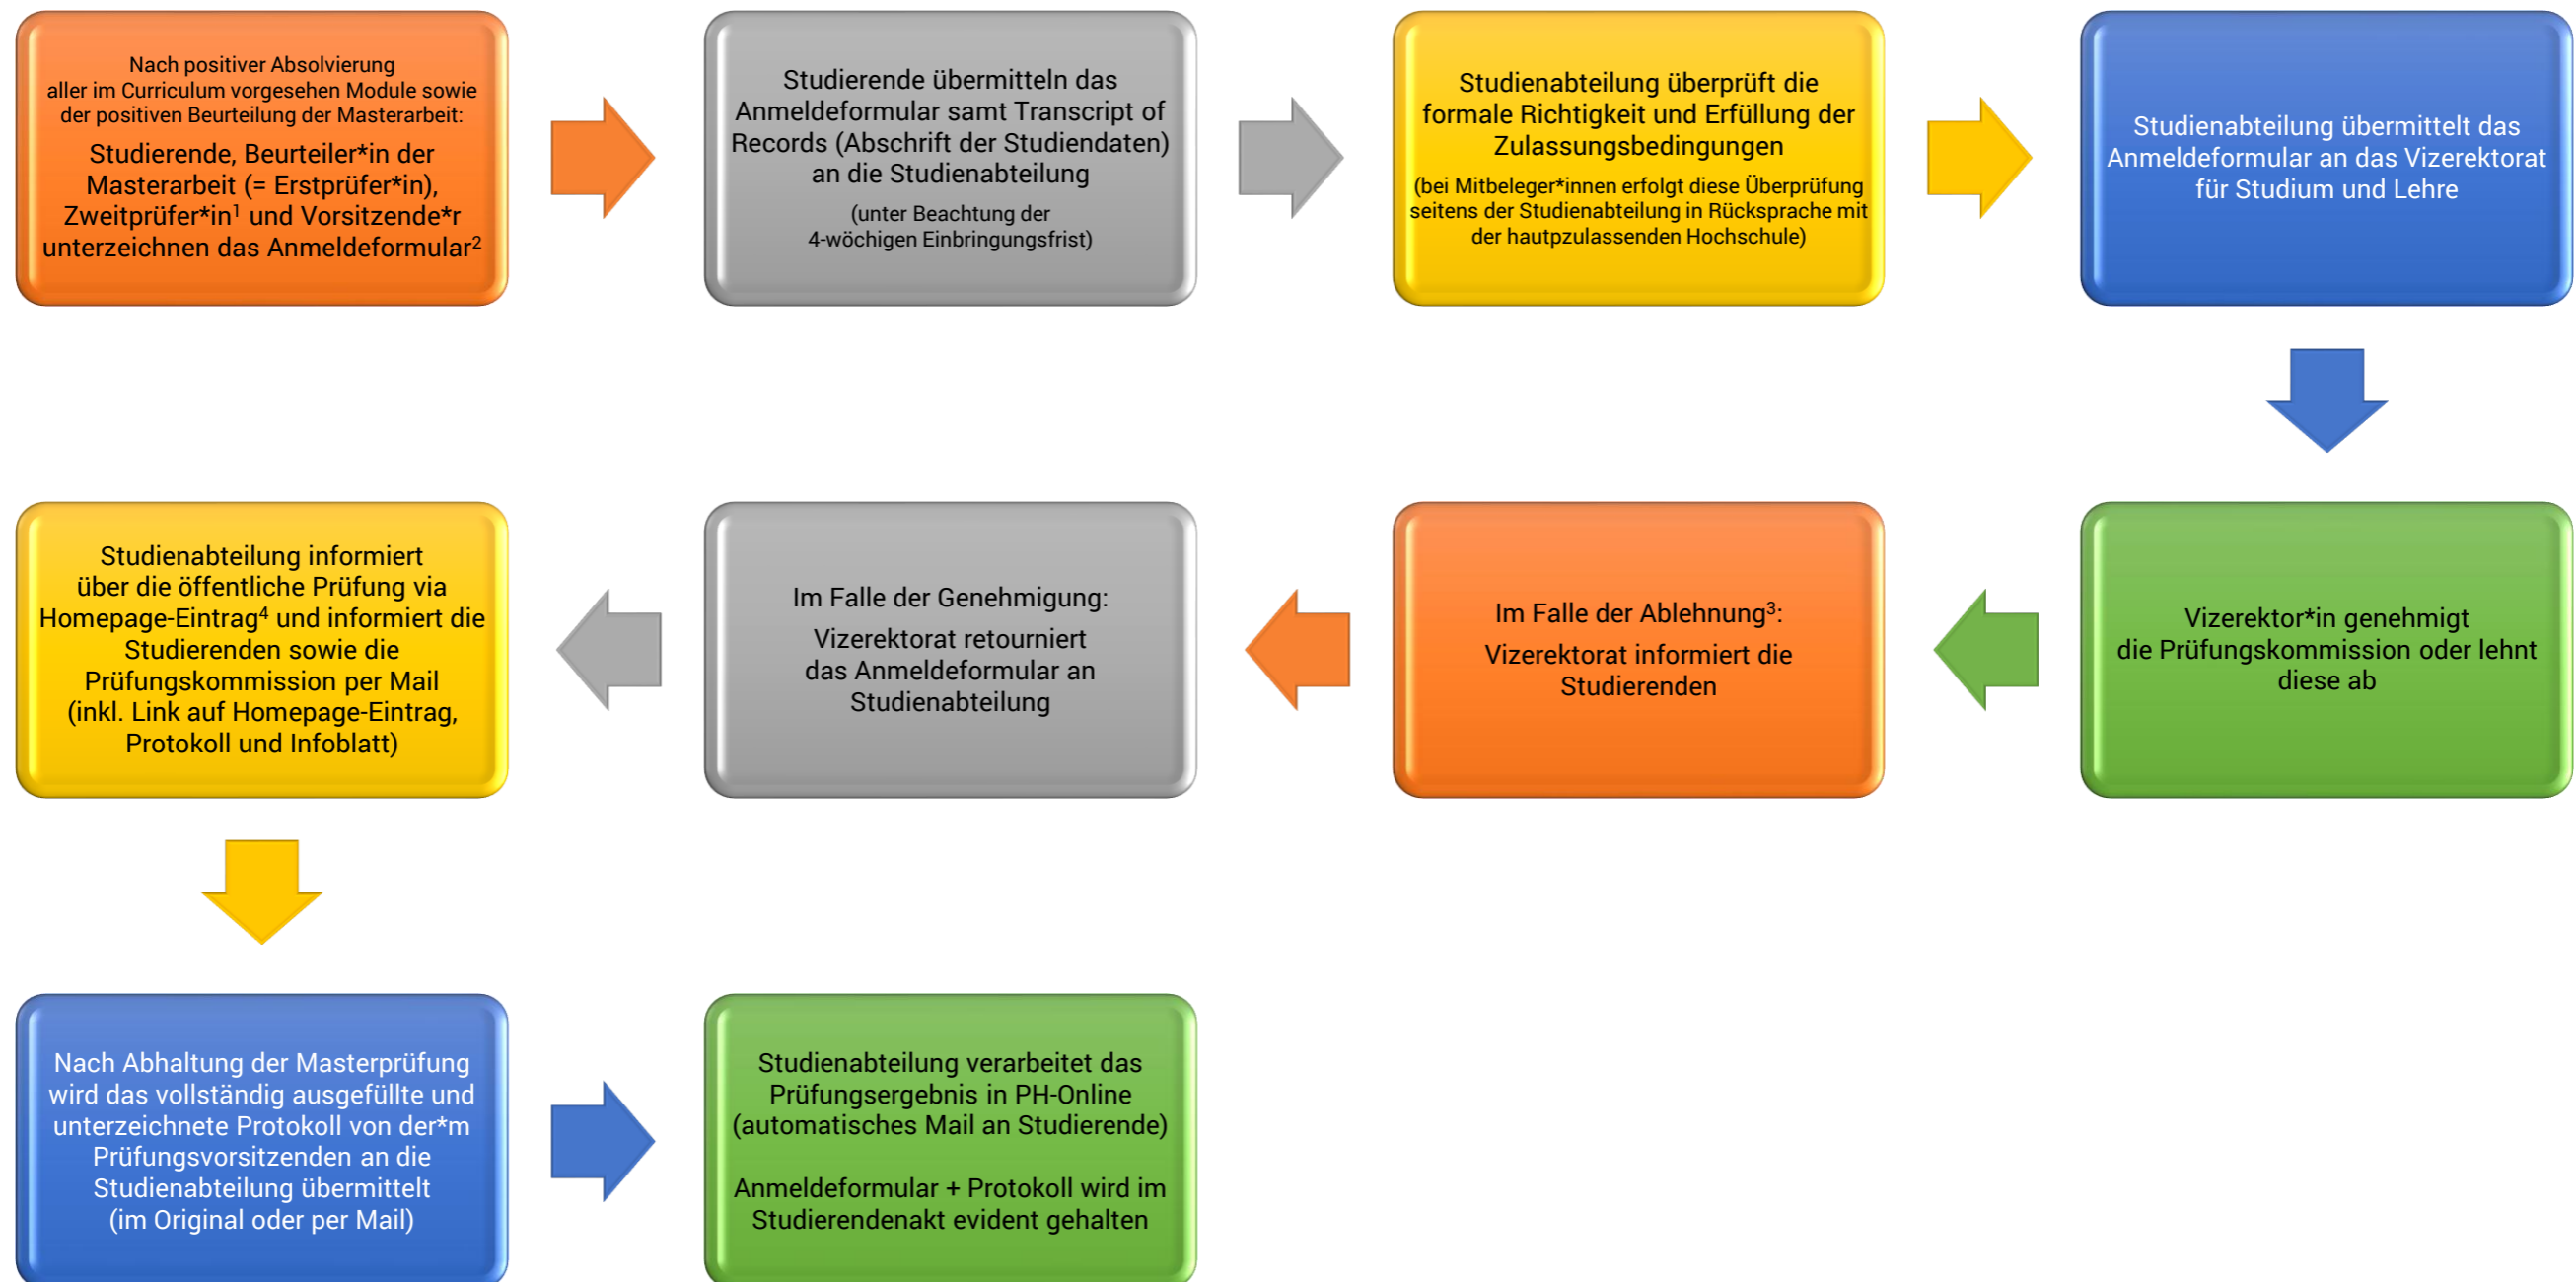 Nach positiver Absolvierung
aller im Curriculum vorgesehen Module sowie
der positiven Beurteilung der Masterarbeit:
Studierende, Beurteiler*in der
Masterarbeit (= Erstprüfer*in),
Zweitprüfer*in¹ und Vorsitzende*r
unterzeichnen das Anmeldeformular²
Studierende übermitteln das
Anmeldeformular samt Transcript of
Records (Abschrift der Studiendaten)
an die Studienabteilung
(unter Beachtung der
4-wöchigen Einbringungsfrist)
Studienabteilung überprüft die
formale Richtigkeit und Erfüllung der
Zulassungsbedingungen
(bei Mitbeleger*innen erfolgt diese Überprüfung
seitens der Studienabteilung in Rücksprache mit
der hautpzulassenden Hochschule)
Studienabteilung übermittelt das
Anmeldeformular an das Vizerektorat
für Studium und Lehre
Vizerektor*in genehmigt
die Prüfungskommission oder lehnt
diese ab
Im Falle der Ablehnung³:
Vizerektorat informiert die
Studierenden
Im Falle der Genehmigung:
Vizerektorat retourniert
das Anmeldeformular an
Studienabteilung
Studienabteilung informiert
über die öffentliche Prüfung via
Homepage-Eintrag⁴ und informiert die
Studierenden sowie die
Prüfungskommission per Mail
(inkl. Link auf Homepage-Eintrag,
Protokoll und Infoblatt)
Nach Abhaltung der Masterprüfung
wird das vollständig ausgefüllte und
unterzeichnete Protokoll von der*m
Prüfungsvorsitzenden an die
Studienabteilung übermittelt
(im Original oder per Mail)
Studienabteilung verarbeitet das
Prüfungsergebnis in PH-Online
(automatisches Mail an Studierende)
Anmeldeformular + Protokoll wird im
Studierendenakt evident gehalten